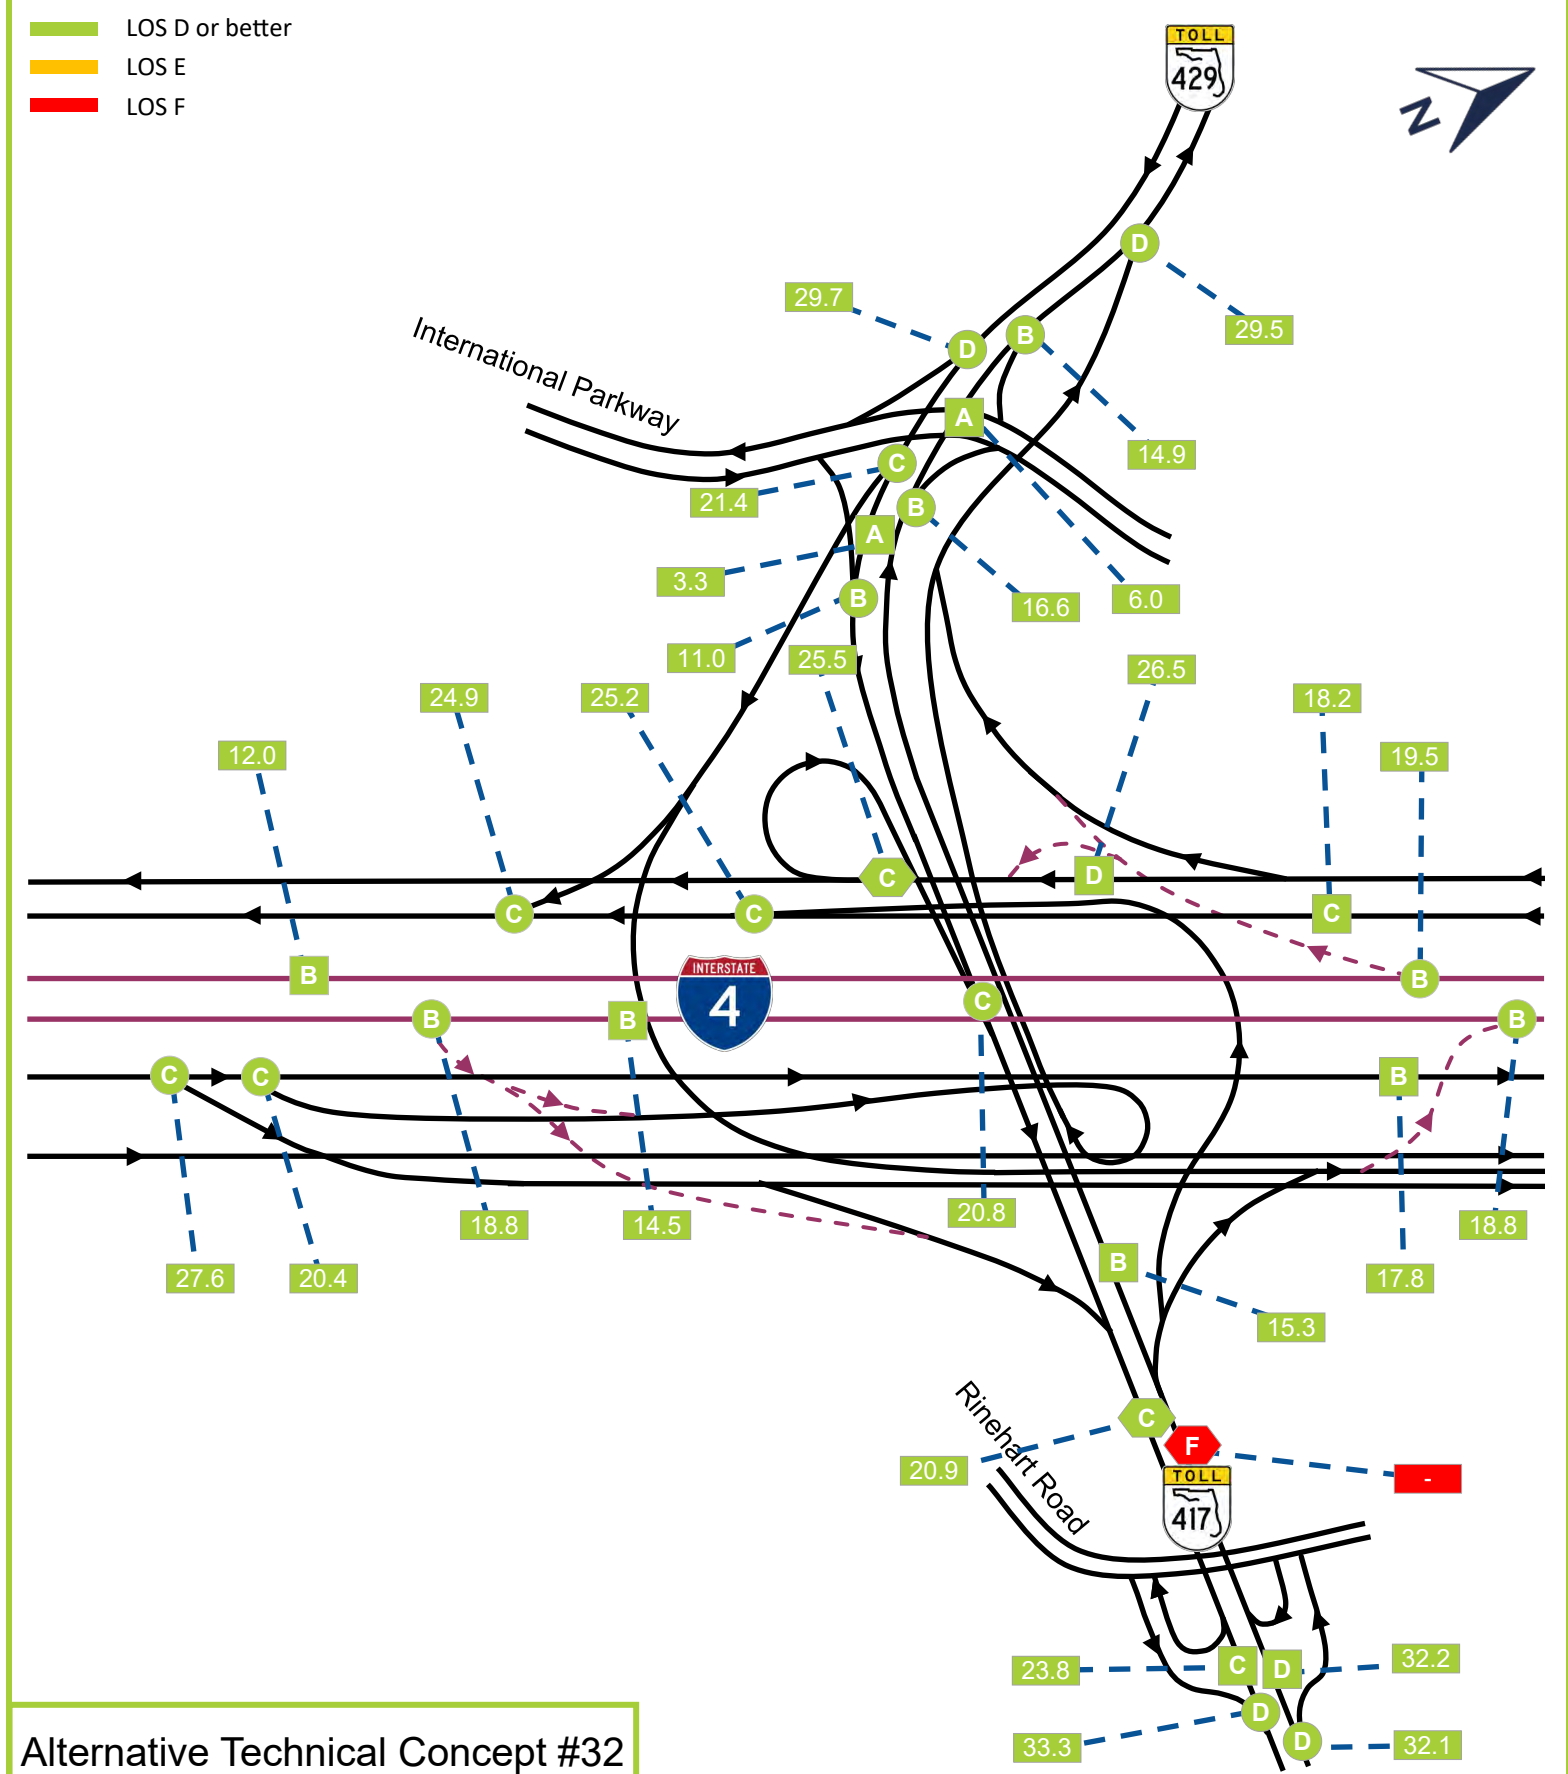 LOS D or better
LOS E
LOS F
TOLL
429
N
D
29.7
29.5
D
B
International Parkway
A
14.9
C
21.4
B
A
3.3
16.6
6.0
B
11.0
25.5
26.5
24.9
25.2
18.2
12.0
19.5
C
D
C
C
C
B
B
INTERSTATE
4
C
B
B
B
C
C
B
20.8
18.8
14.5
18.8
27.6
20.4
B
17.8
15.3
Rinehart Road
C
F
20.9
-
TOLL
417
23.8
C
D
32.2
D
33.3
D
32.1
Alternative Technical Concept #32